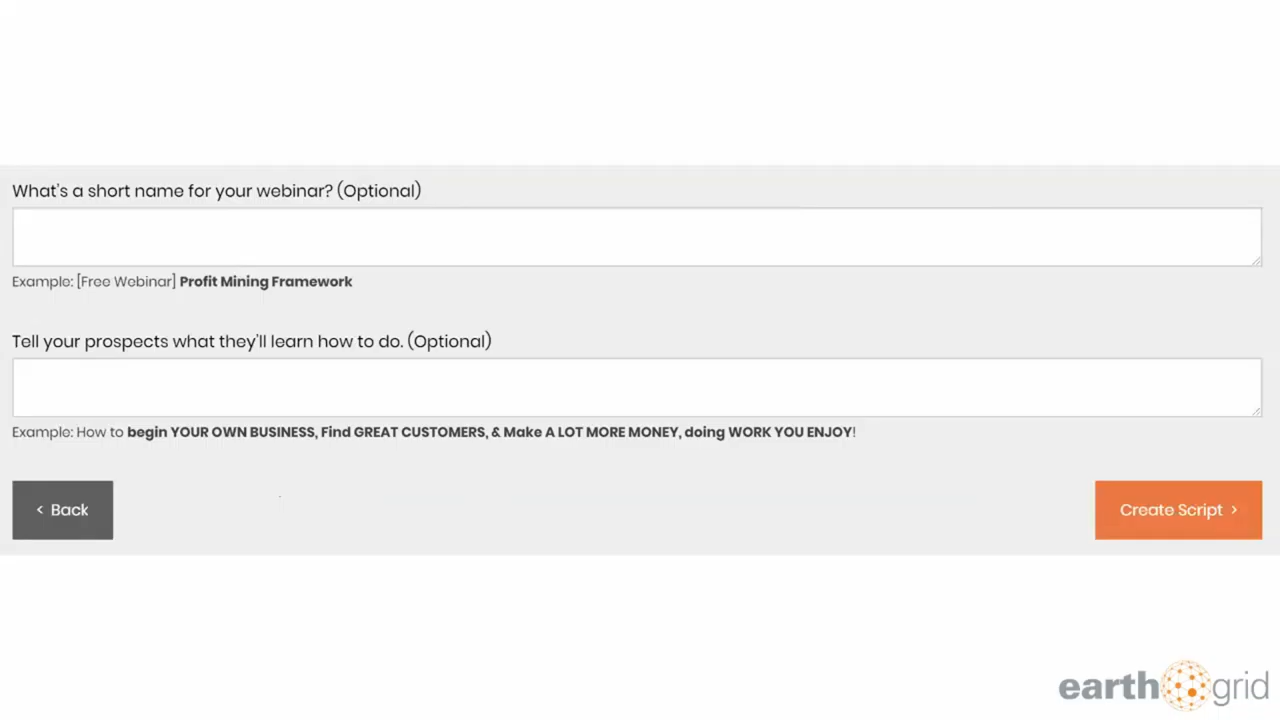 What's a short name for your webinar? (Optional)
Example: [Free Webinar] Profit Mining Framework
Tell your prospects what they'll learn how to do. (Optional)
Example: How to begin YOUR OWN BUSINESS, Find GREAT CUSTOMERS, & Make A LOT MORE MONEY, doing WORK YOU ENJOY!
< Back
Create Script >
earth grid